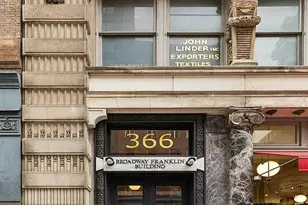 JOHN
LINDER INC
EXPORTERS
TEXTILES
366
BROADWAY FRANKLIN
BUILDING